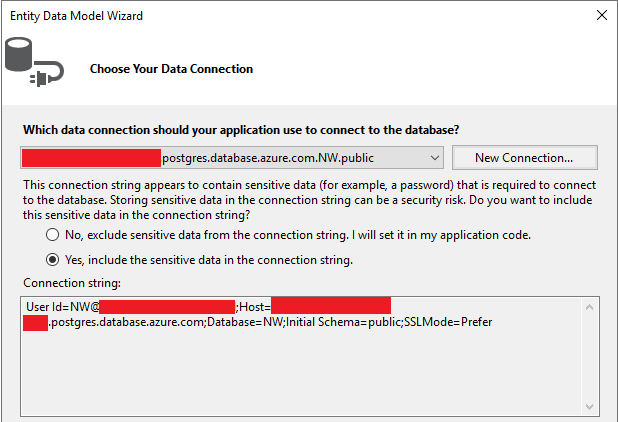 Entity Data Model Wizard
Choose Your Data Connection
Which data connection should your application use to connect to the database?
postgres.database.azure.com.NW.public
New Connection...
This connection string appears to contain sensitive data (for example, a password) that is required to connect
to the database. Storing sensitive data in the connection string can be a security risk. Do you want to include
this sensitive data in the connection string?
No, exclude sensitive data from the connection string. I will set it in my application code.
Yes, include the sensitive data in the connection string.
Connection string:
User Id=NW@ ;Host=
.postgres.database.azure.com;Database=NW;Initial Schema=public;SSLMode=Prefer